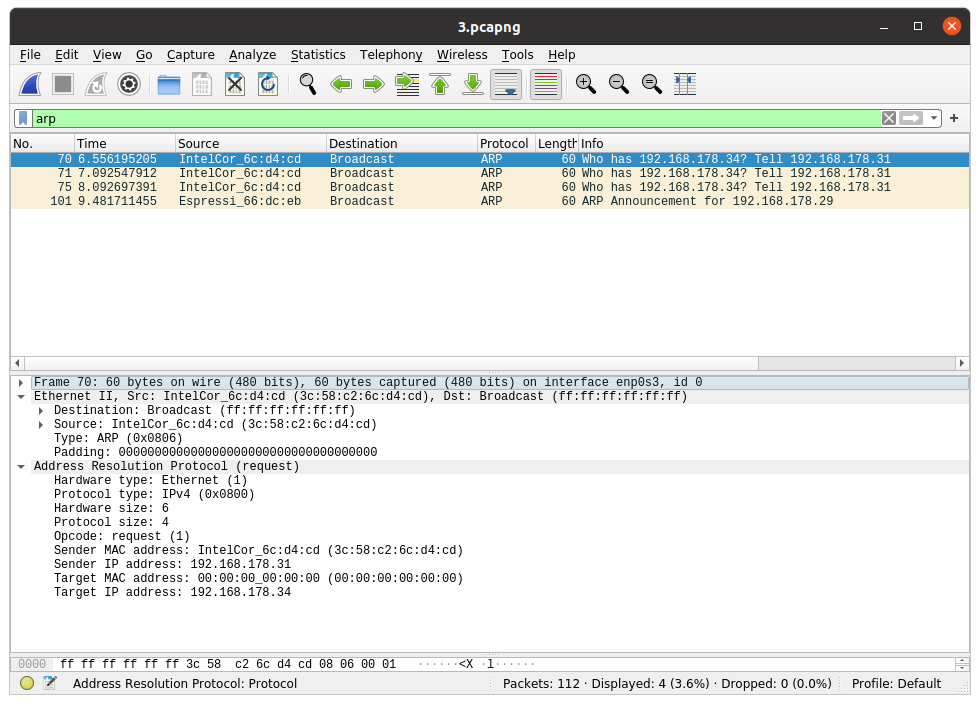 3.pcapng
File Edit View Go Capture Analyze Statistics Telephony Wireless Tools Help
arp
No. Time Source Destination Protocol Length Info
70 6.556195205 IntelCor_6c:d4:cd Broadcast ARP 60 Who has 192.168.178.34? Tell 192.168.178.31
71 7.092547912 IntelCor_6c:d4:cd Broadcast ARP 60 Who has 192.168.178.34? Tell 192.168.178.31
75 8.092697391 IntelCor_6c:d4:cd Broadcast ARP 60 Who has 192.168.178.34? Tell 192.168.178.31
101 9.481711455 Espressi_66:dc:eb Broadcast ARP 60 ARP Announcement for 192.168.178.29
Frame 70: 60 bytes on wire (480 bits), 60 bytes captured (480 bits) on interface enp0s3, id 0
Ethernet II, Src: IntelCor_6c:d4:cd (3c:58:c2:6c:d4:cd), Dst: Broadcast (ff:ff:ff:ff:ff:ff)
Destination: Broadcast (ff:ff:ff:ff:ff:ff)
Source: IntelCor_6c:d4:cd (3c:58:c2:6c:d4:cd)
Type: ARP (0x0806)
Padding: 000000000000000000000000000000000000
Address Resolution Protocol (request)
Hardware type: Ethernet (1)
Protocol type: IPv4 (0x0800)
Hardware size: 6
Protocol size: 4
Opcode: request (1)
Sender MAC address: IntelCor_6c:d4:cd (3c:58:c2:6c:d4:cd)
Sender IP address: 192.168.178.31
Target MAC address: 00:00:00_00:00:00 (00:00:00:00:00:00)
Target IP address: 192.168.178.34
0000 ff ff ff ff ff ff 3c 58 c2 6c d4 cd 08 06 00 01 ······<X ·l······
Address Resolution Protocol: Protocol Packets: 112 · Displayed: 4 (3.6%) · Dropped: 0 (0.0%) Profile: Default